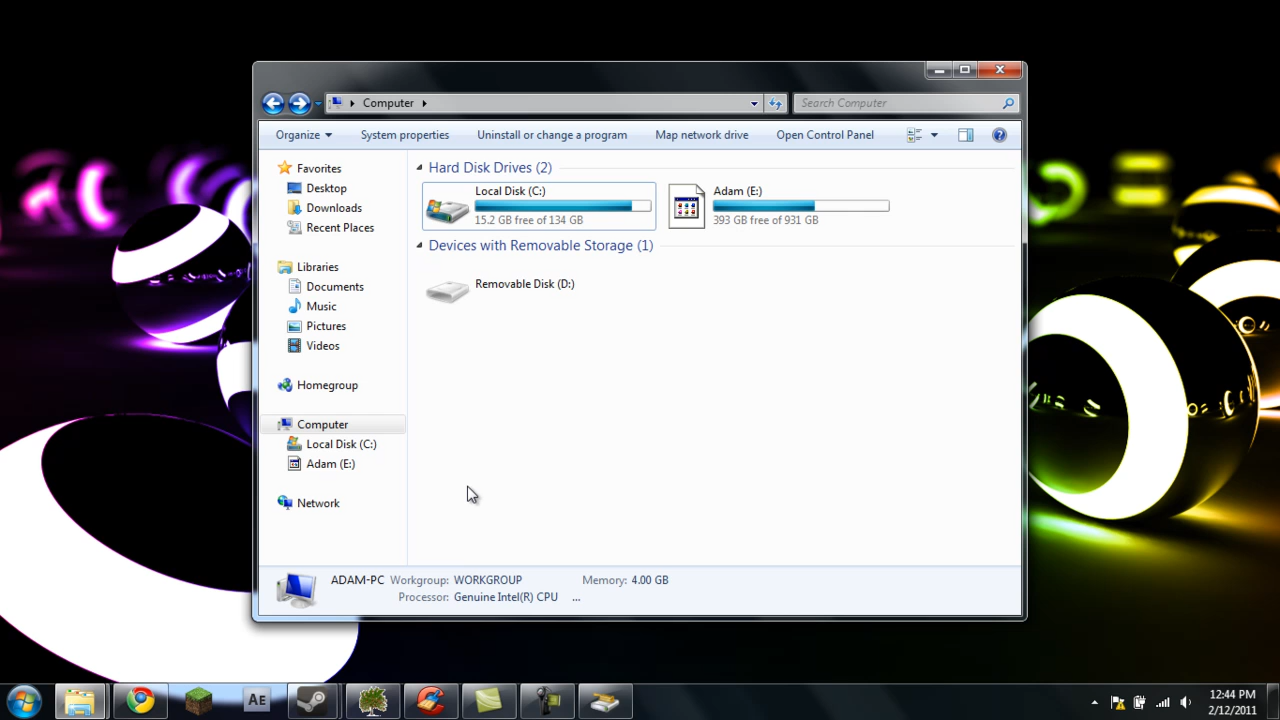 Computer
Search Computer
Organize
System properties
Uninstall or change a program
Map network drive
Open Control Panel
Favorites
Desktop
Downloads
Recent Places
Libraries
Documents
Music
Pictures
Videos
Homegroup
Computer
Local Disk (C:)
Adam (E:)
Network
Hard Disk Drives (2)
Local Disk (C:)
15.2 GB free of 134 GB
Adam (E:)
393 GB free of 931 GB
Devices with Removable Storage (1)
Removable Disk (D:)
ADAM-PC Workgroup: WORKGROUP Memory: 4.00 GB
Processor: Genuine Intel(R) CPU ...
AE
12:44 PM
2/12/2011